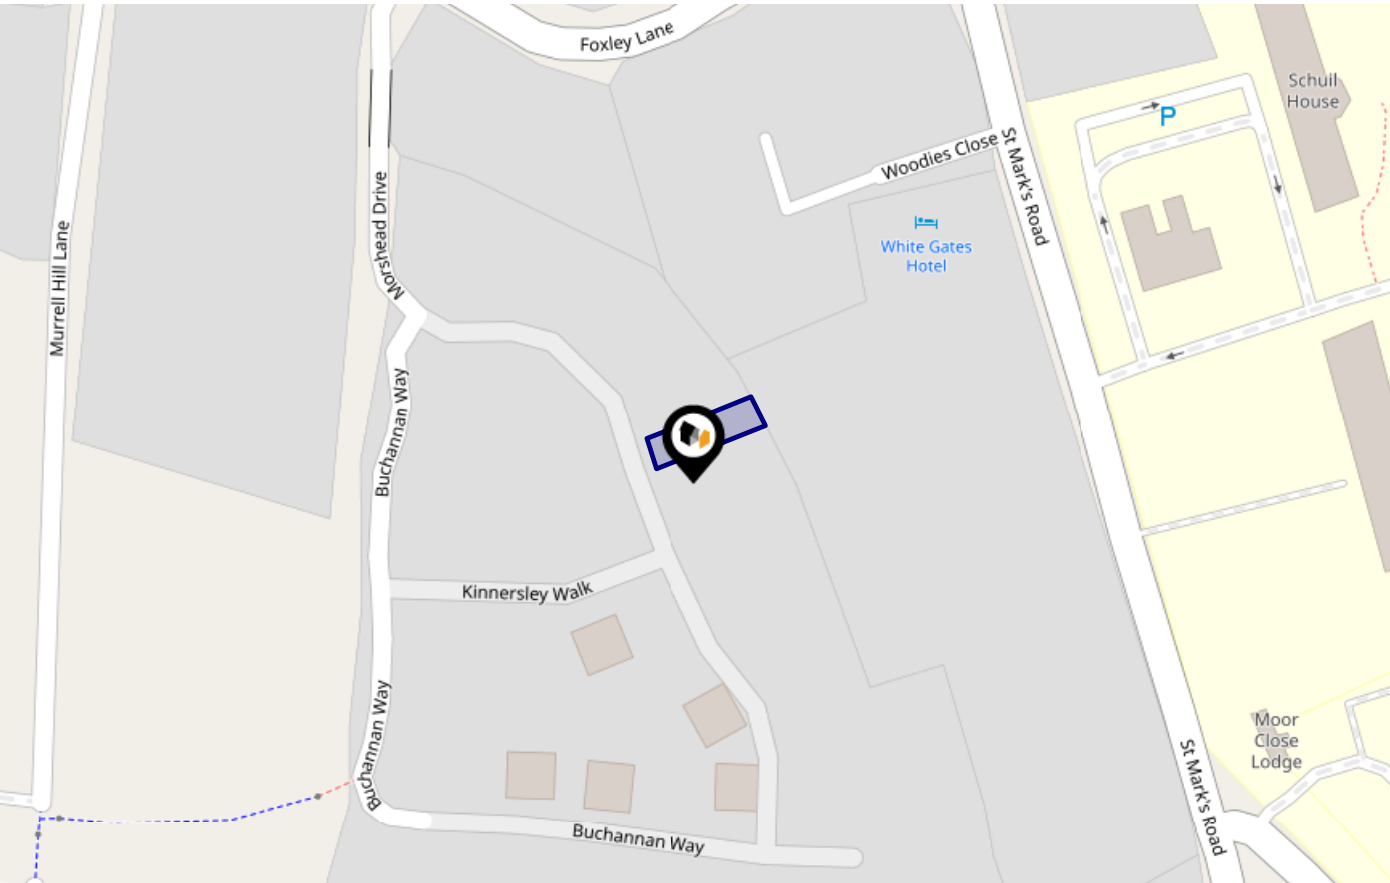 Foxley Lane
Schuil
House
P
St Mark's Road
Woodies Close
Morshead Drive
Murrell Hill Lane
White Gates
Hotel
Buchannan Way
Kinnersley Walk
Buchannan Way
Moor
Close
Lodge
St Mark's Road
Buchannan Way